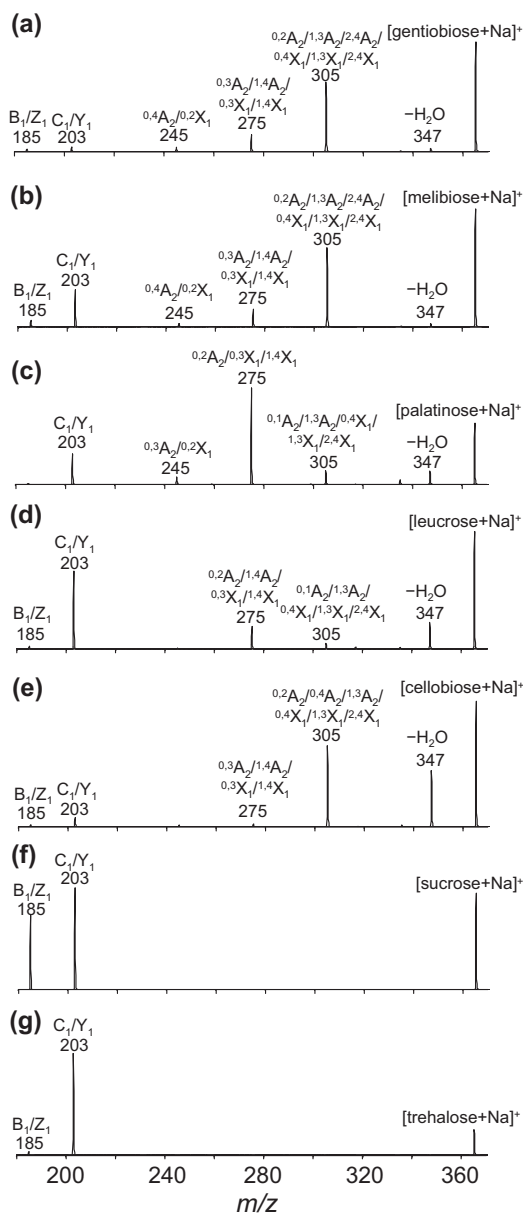 (a)
0,2A2/1,3A2/2,4A2/
0,4X1/1,3X1/2,4X1
305
[gentiobiose+Na]+
0,3A2/1,4A2/
0,3X1/1,4X1
275
B1/Z1
185
C1/Y1
203
0,4A2/0,2X1
245
−H2O
347
(b)
0,2A2/1,3A2/2,4A2/
0,4X1/1,3X1/2,4X1
305
[melibiose+Na]+
0,3A2/1,4A2/
0,3X1/1,4X1
275
C1/Y1
203
B1/Z1
185
0,4A2/0,2X1
245
−H2O
347
(c)
0,2A2/0,3X1/1,4X1
275
C1/Y1
203
0,3A2/0,2X1
245
0,1A2/1,3A2/0,4X1/
1,3X1/2,4X1
305
−H2O
347
[palatinose+Na]+
(d)
C1/Y1
203
[leucrose+Na]+
0,2A2/1,4A2/
0,3X1/1,4X1
275
0,1A2/1,3A2/
0,4X1/1,3X1/2,4X1
305
−H2O
347
B1/Z1
185
(e)
0,2A2/0,4A2/1,3A2/
0,4X1/1,3X1/2,4X1
305
[cellobiose+Na]+
−H2O
347
0,3A2/1,4A2/
0,3X1/1,4X1
275
B1/Z1
185
C1/Y1
203
(f)
C1/Y1
203
B1/Z1
185
[sucrose+Na]+
(g)
C1/Y1
203
B1/Z1
185
[trehalose+Na]+
200 240 280 320 360
m/z